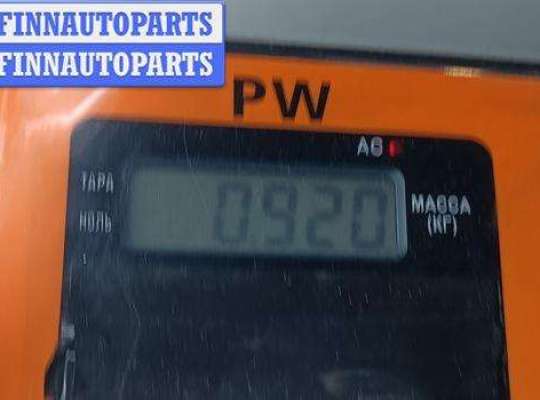 FINNAUTOPARTS
FINNAUTOPARTS
PW
АБ
ТАРА
НОЛЬ
0.920
МАССА
(КГ)